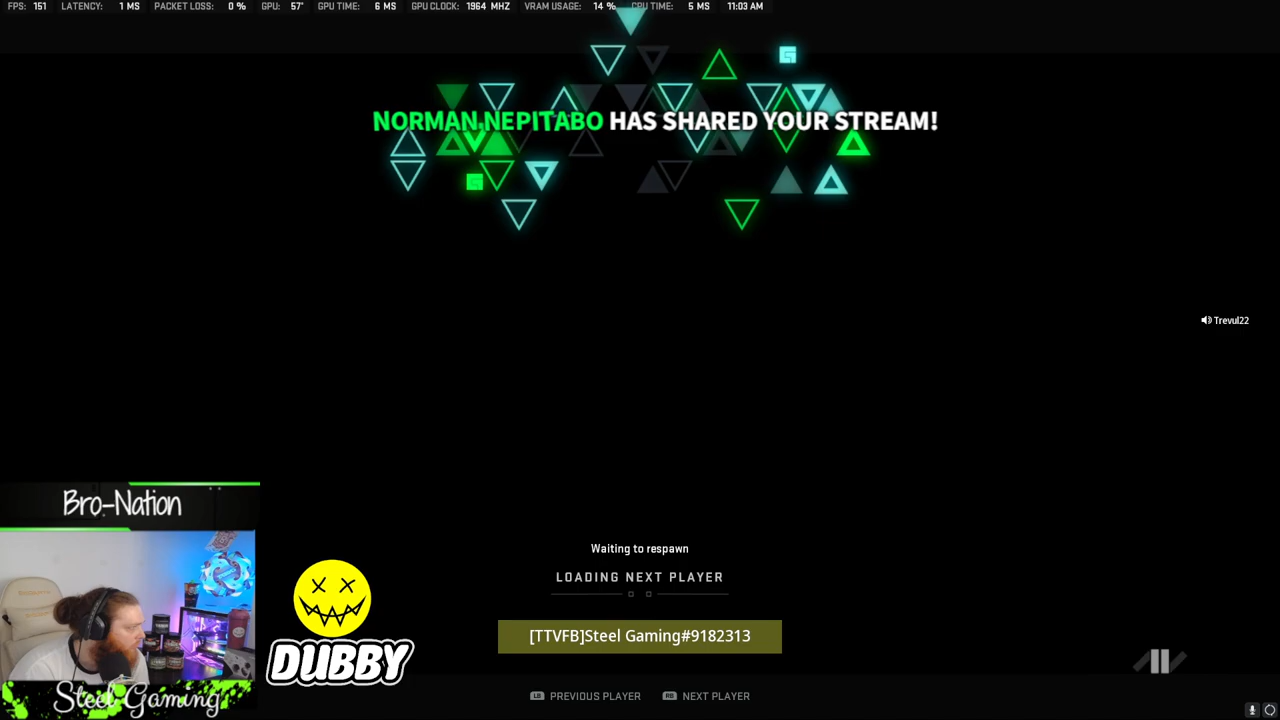 FPS: 151 LATENCY: 1 MS PACKET LOSS: 0 % GPU: 57° GPU TIME: 6 MS GPU CLOCK: 1964 MHZ VRAM USAGE: 14 % CPU TIME: 5 MS 11:03 AM
NORMAN NEPITABO HAS SHARED YOUR STREAM!
Trevul22
Bro-Nation
Waiting to respawn
LOADING NEXT PLAYER
[TTVFB]Steel Gaming#9182313
DUBBY
Steel Gaming
LB PREVIOUS PLAYER RB NEXT PLAYER